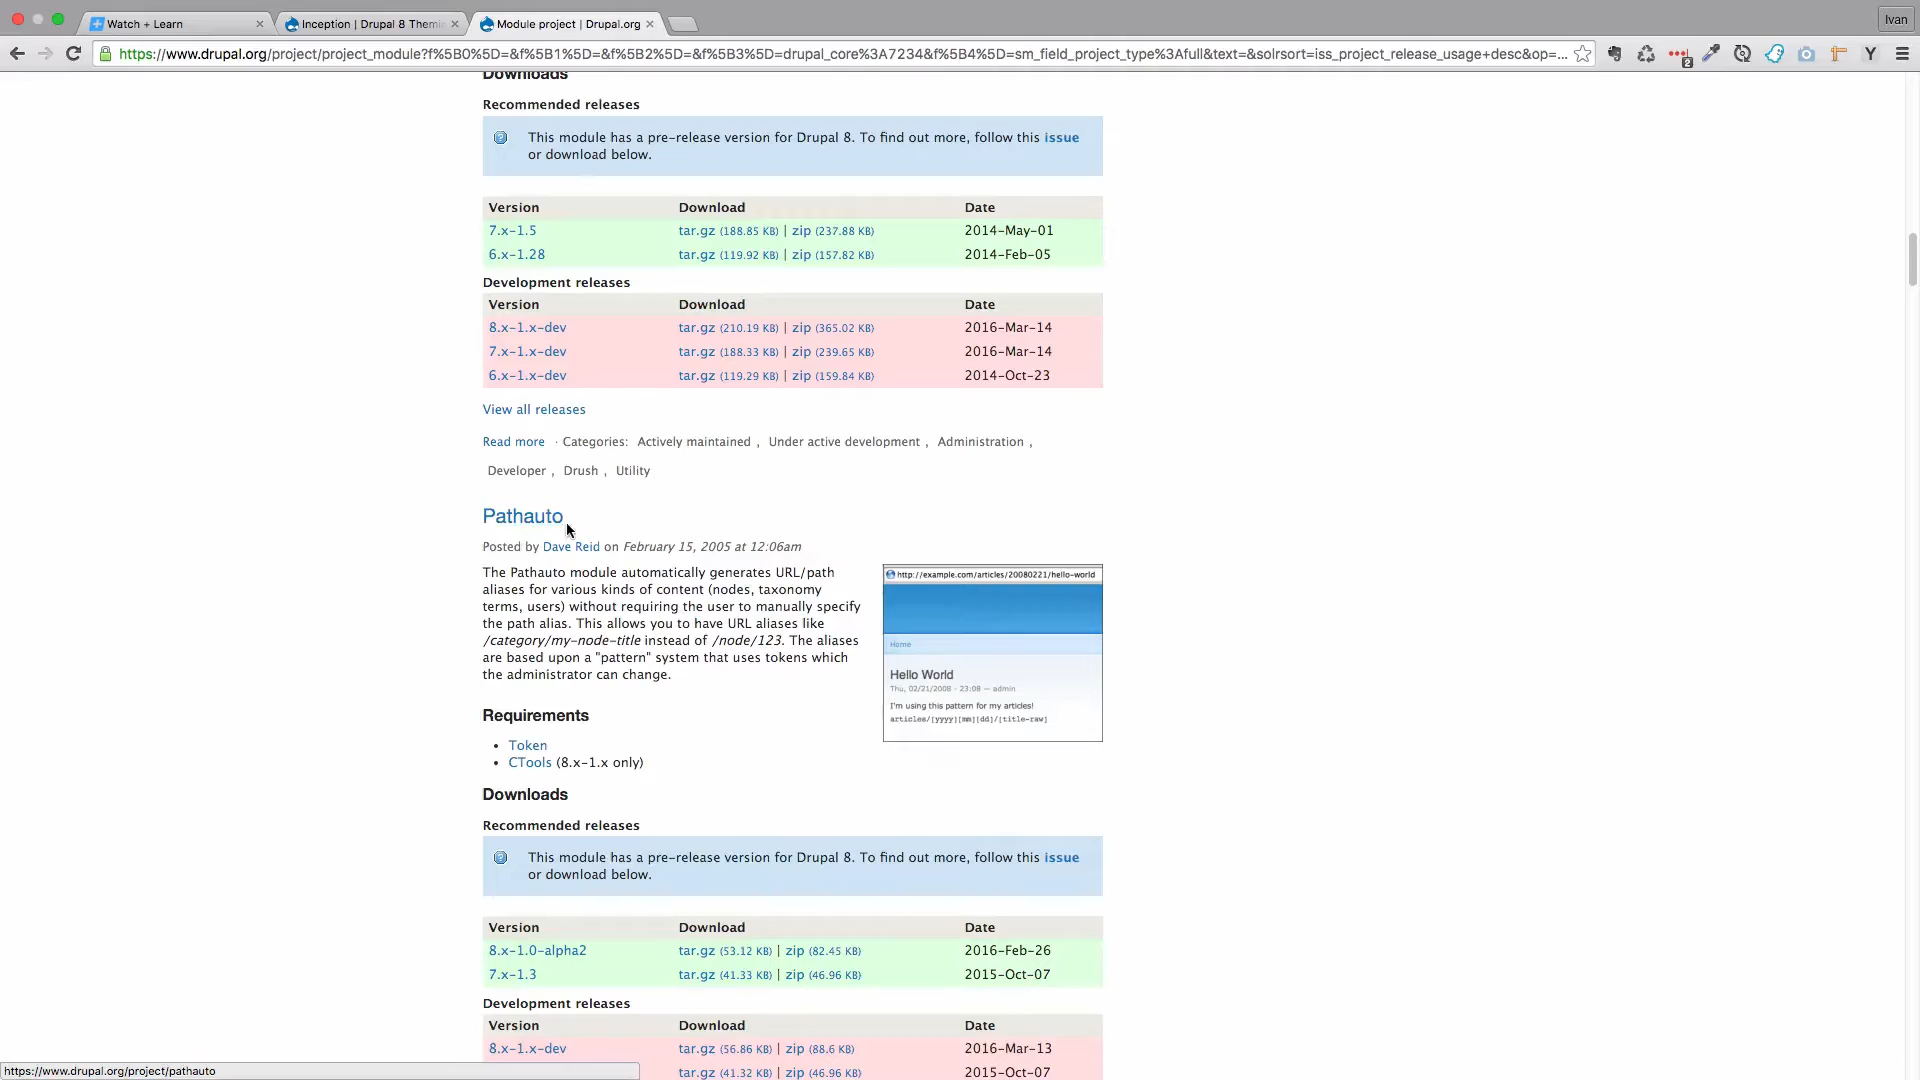 Watch + Learn
Inception | Drupal 8 Themin
Module project | Drupal.org
Ivan
https://www.drupal.org/project/project_module?f%5B0%5D=&f%5B1%5D=&f%5B2%5D=&f%5B3%5D=drupal_core%3A7234&f%5B4%5D=sm_field_project_type%3Afull&text=&solrsort=iss_project_release_usage+desc&op=...
2
Downloads
Recommended releases
This module has a pre-release version for Drupal 8. To find out more, follow this issue
or download below.
Version Download Date
7.x-1.5 tar.gz (188.85 KB) | zip (237.88 KB) 2014-May-01
6.x-1.28 tar.gz (119.92 KB) | zip (157.82 KB) 2014-Feb-05
Development releases
Version Download Date
8.x-1.x-dev tar.gz (210.19 KB) | zip (365.02 KB) 2016-Mar-14
7.x-1.x-dev tar.gz (188.33 KB) | zip (239.65 KB) 2016-Mar-14
6.x-1.x-dev tar.gz (119.29 KB) | zip (159.84 KB) 2014-Oct-23
View all releases
Read more · Categories: Actively maintained , Under active development , Administration ,
Developer , Drush , Utility
Pathauto
Posted by Dave Reid on February 15, 2005 at 12:06am
The Pathauto module automatically generates URL/path
aliases for various kinds of content (nodes, taxonomy
terms, users) without requiring the user to manually specify
the path alias. This allows you to have URL aliases like
/category/my-node-title instead of /node/123. The aliases
are based upon a "pattern" system that uses tokens which
the administrator can change.
http://example.com/articles/20080221/hello-world
Home
Hello World
Thu, 02/21/2008 - 23:08 — admin
I'm using this pattern for my articles!
articles/[yyyy][mm][dd]/[title-raw]
Requirements
• Token
• CTools (8.x-1.x only)
Downloads
Recommended releases
This module has a pre-release version for Drupal 8. To find out more, follow this issue
or download below.
Version Download Date
8.x-1.0-alpha2 tar.gz (53.12 KB) | zip (82.45 KB) 2016-Feb-26
7.x-1.3 tar.gz (41.33 KB) | zip (46.96 KB) 2015-Oct-07
Development releases
Version Download Date
8.x-1.x-dev tar.gz (56.86 KB) | zip (88.6 KB) 2016-Mar-13
tar.gz (41.32 KB) | zip (46.96 KB) 2015-Oct-07
https://www.drupal.org/project/pathauto